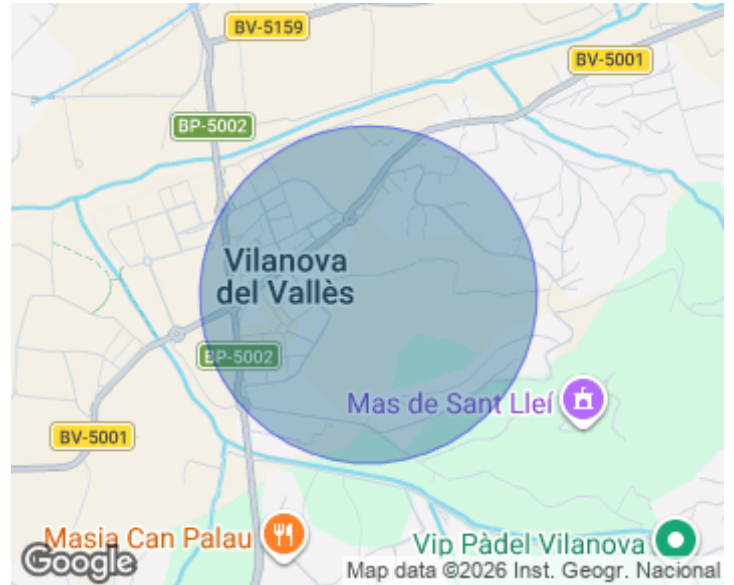 BV-5159
BV-5001
BP-5002
Vilanova
del Vallès
BP-5002
Mas de Sant Lleí
BV-5001
Masia Can Palau
Vip Pàdel Vilanova
Google
Map data ©2026 Inst. Geogr. Nacional